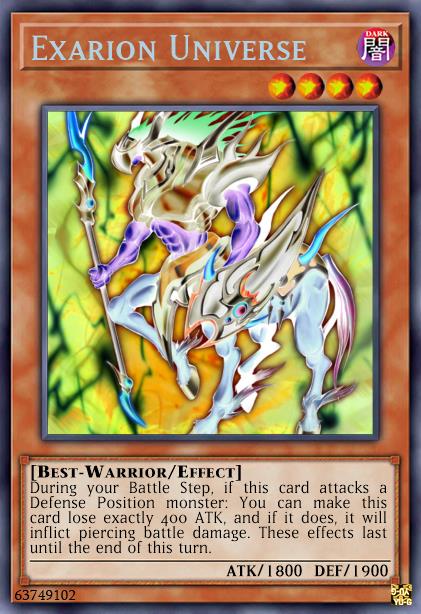 EXARION UNIVERSE
DARK
闇
[BEST-WARRIOR/EFFECT]
During your Battle Step, if this card attacks a
Defense Position monster: You can make this
card lose exactly 400 ATK, and if it does, it will
inflict piercing battle damage. These effects last
until the end of this turn.
ATK/1800 DEF/1900
63749102